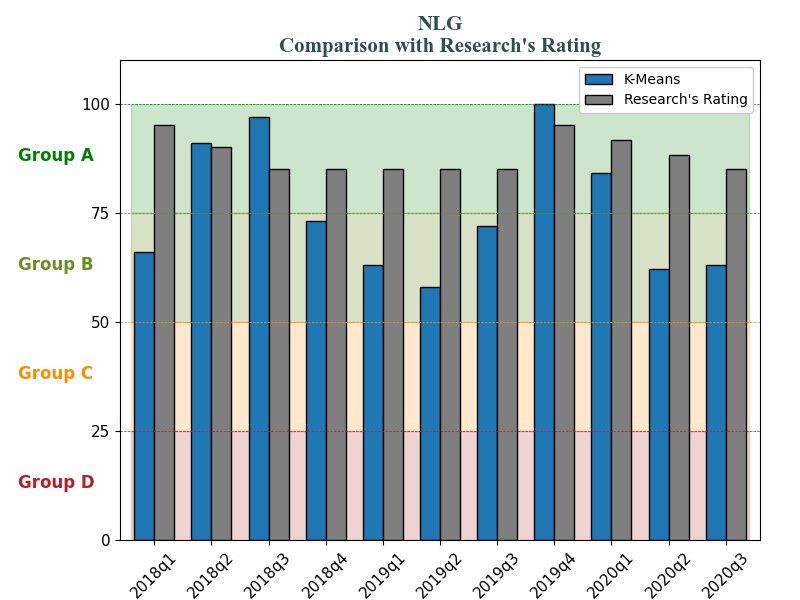 NLG
Comparison with Research's Rating
K-Means
Research's Rating
100
Group A
75
Group B
50
Group C
25
Group D
0
2018q1 2018q2 2018q3 2018q4 2019q1 2019q2 2019q3 2019q4 2020q1 2020q2 2020q3